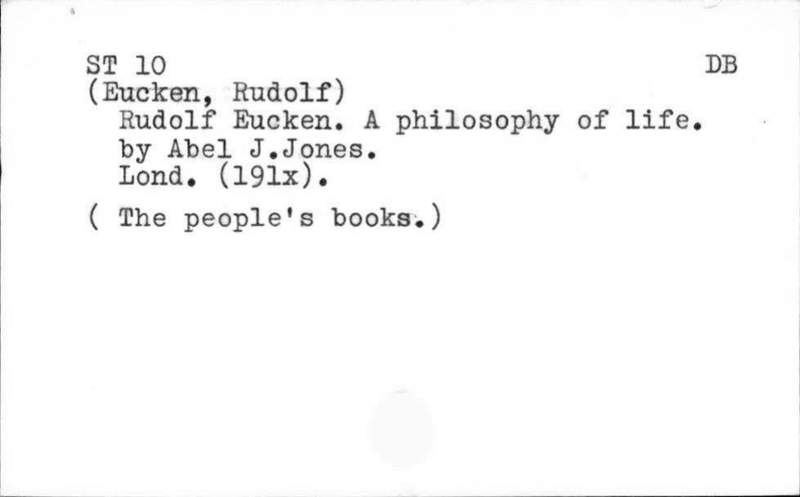 ST 10 DB
(Eucken, Rudolf)
Rudolf Eucken. A philosophy of life.
by Abel J.Jones.
Lond. (191x).
( The people's books.)